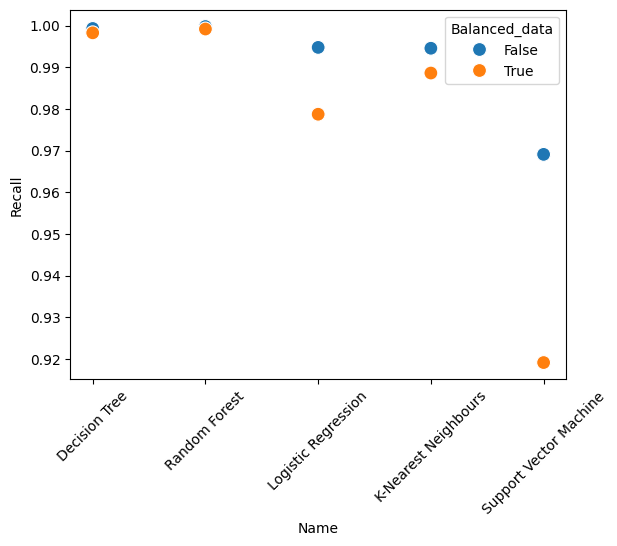 Balanced_data
False
True
1.00
0.99
0.98
0.97
0.96
0.95
0.94
0.93
0.92
Recall
Decision Tree
Random Forest
Logistic Regression
K-Nearest Neighbours
Support Vector Machine
Name